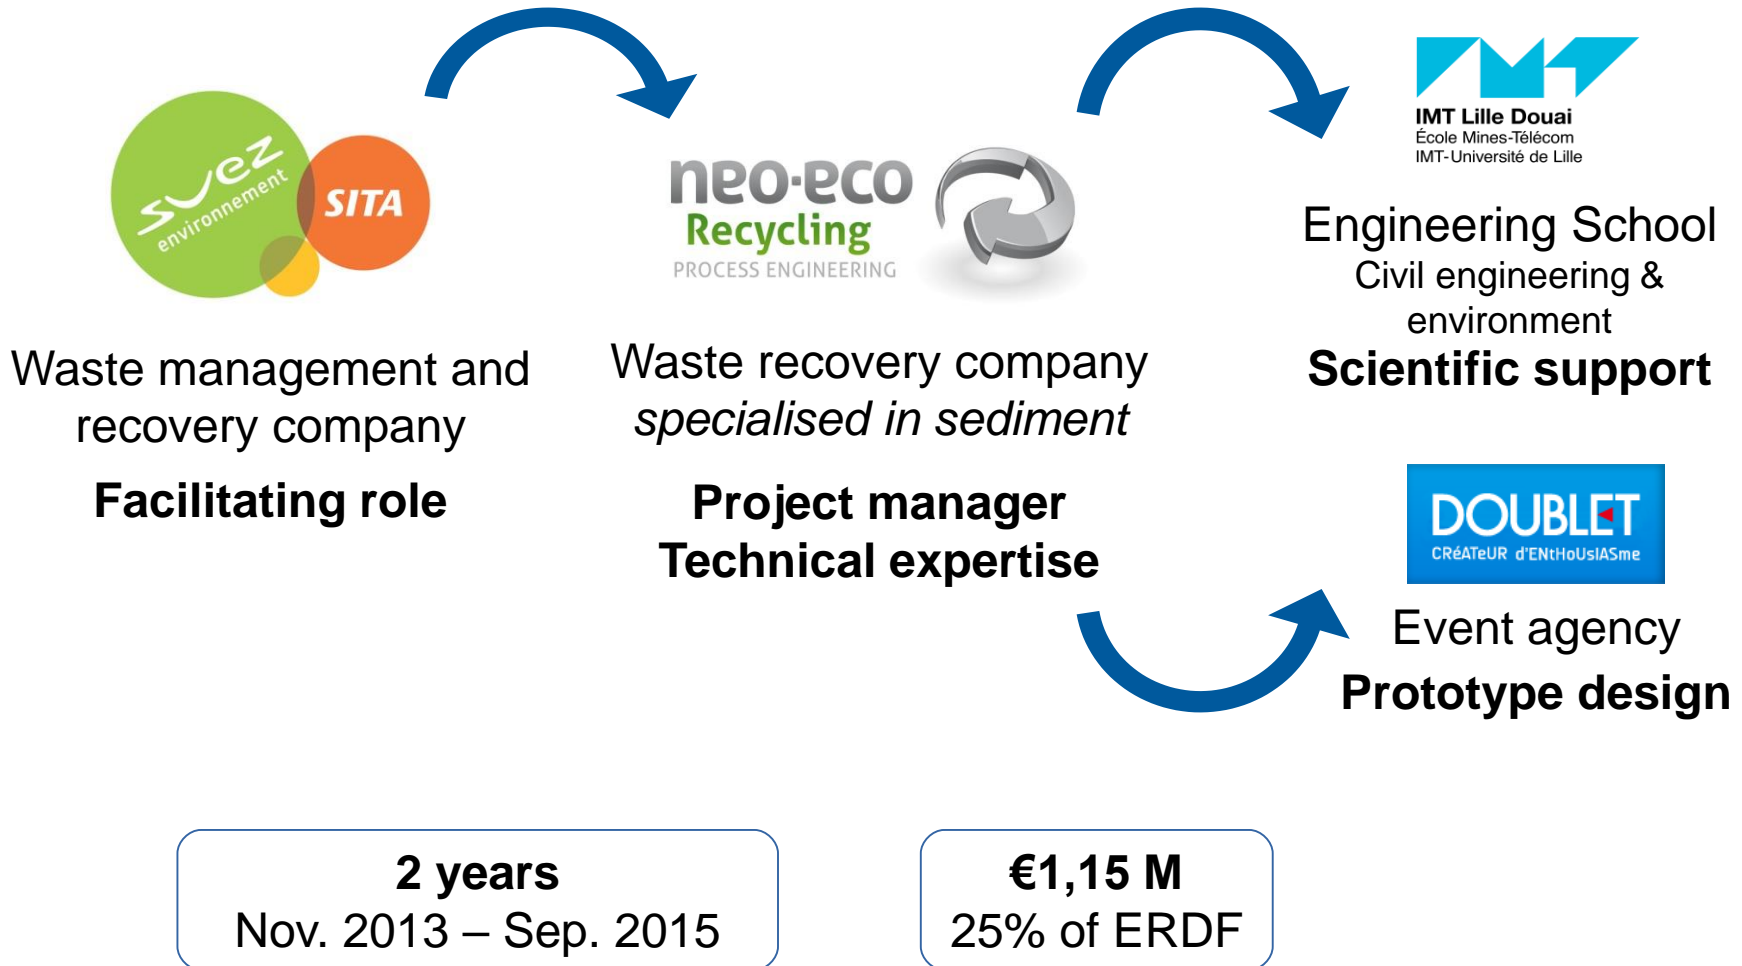 suez
environnement
SITA
Waste management and
recovery company
Facilitating role
neo·eco
Recycling
PROCESS ENGINEERING
Waste recovery company
specialised in sediment
Project manager
Technical expertise
IMT Lille Douai
École Mines-Télécom
IMT-Université de Lille
Engineering School
Civil engineering &
environment
Scientific support
DOUBLET
CRéATeUR d'ENtHoUsIASme
Event agency
Prototype design
2 years
Nov. 2013 – Sep. 2015
€1,15 M
25% of ERDF